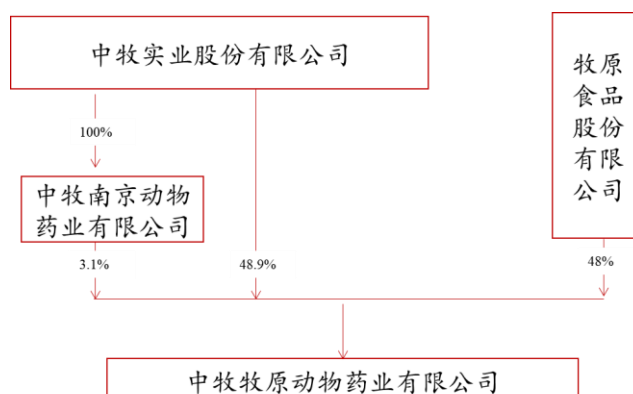 中牧实业股份有限公司
牧原
食品
股份
有限
公司
100%
中牧南京动物
药业有限公司
3.1%
48.9%
48%
中牧牧原动物药业有限公司